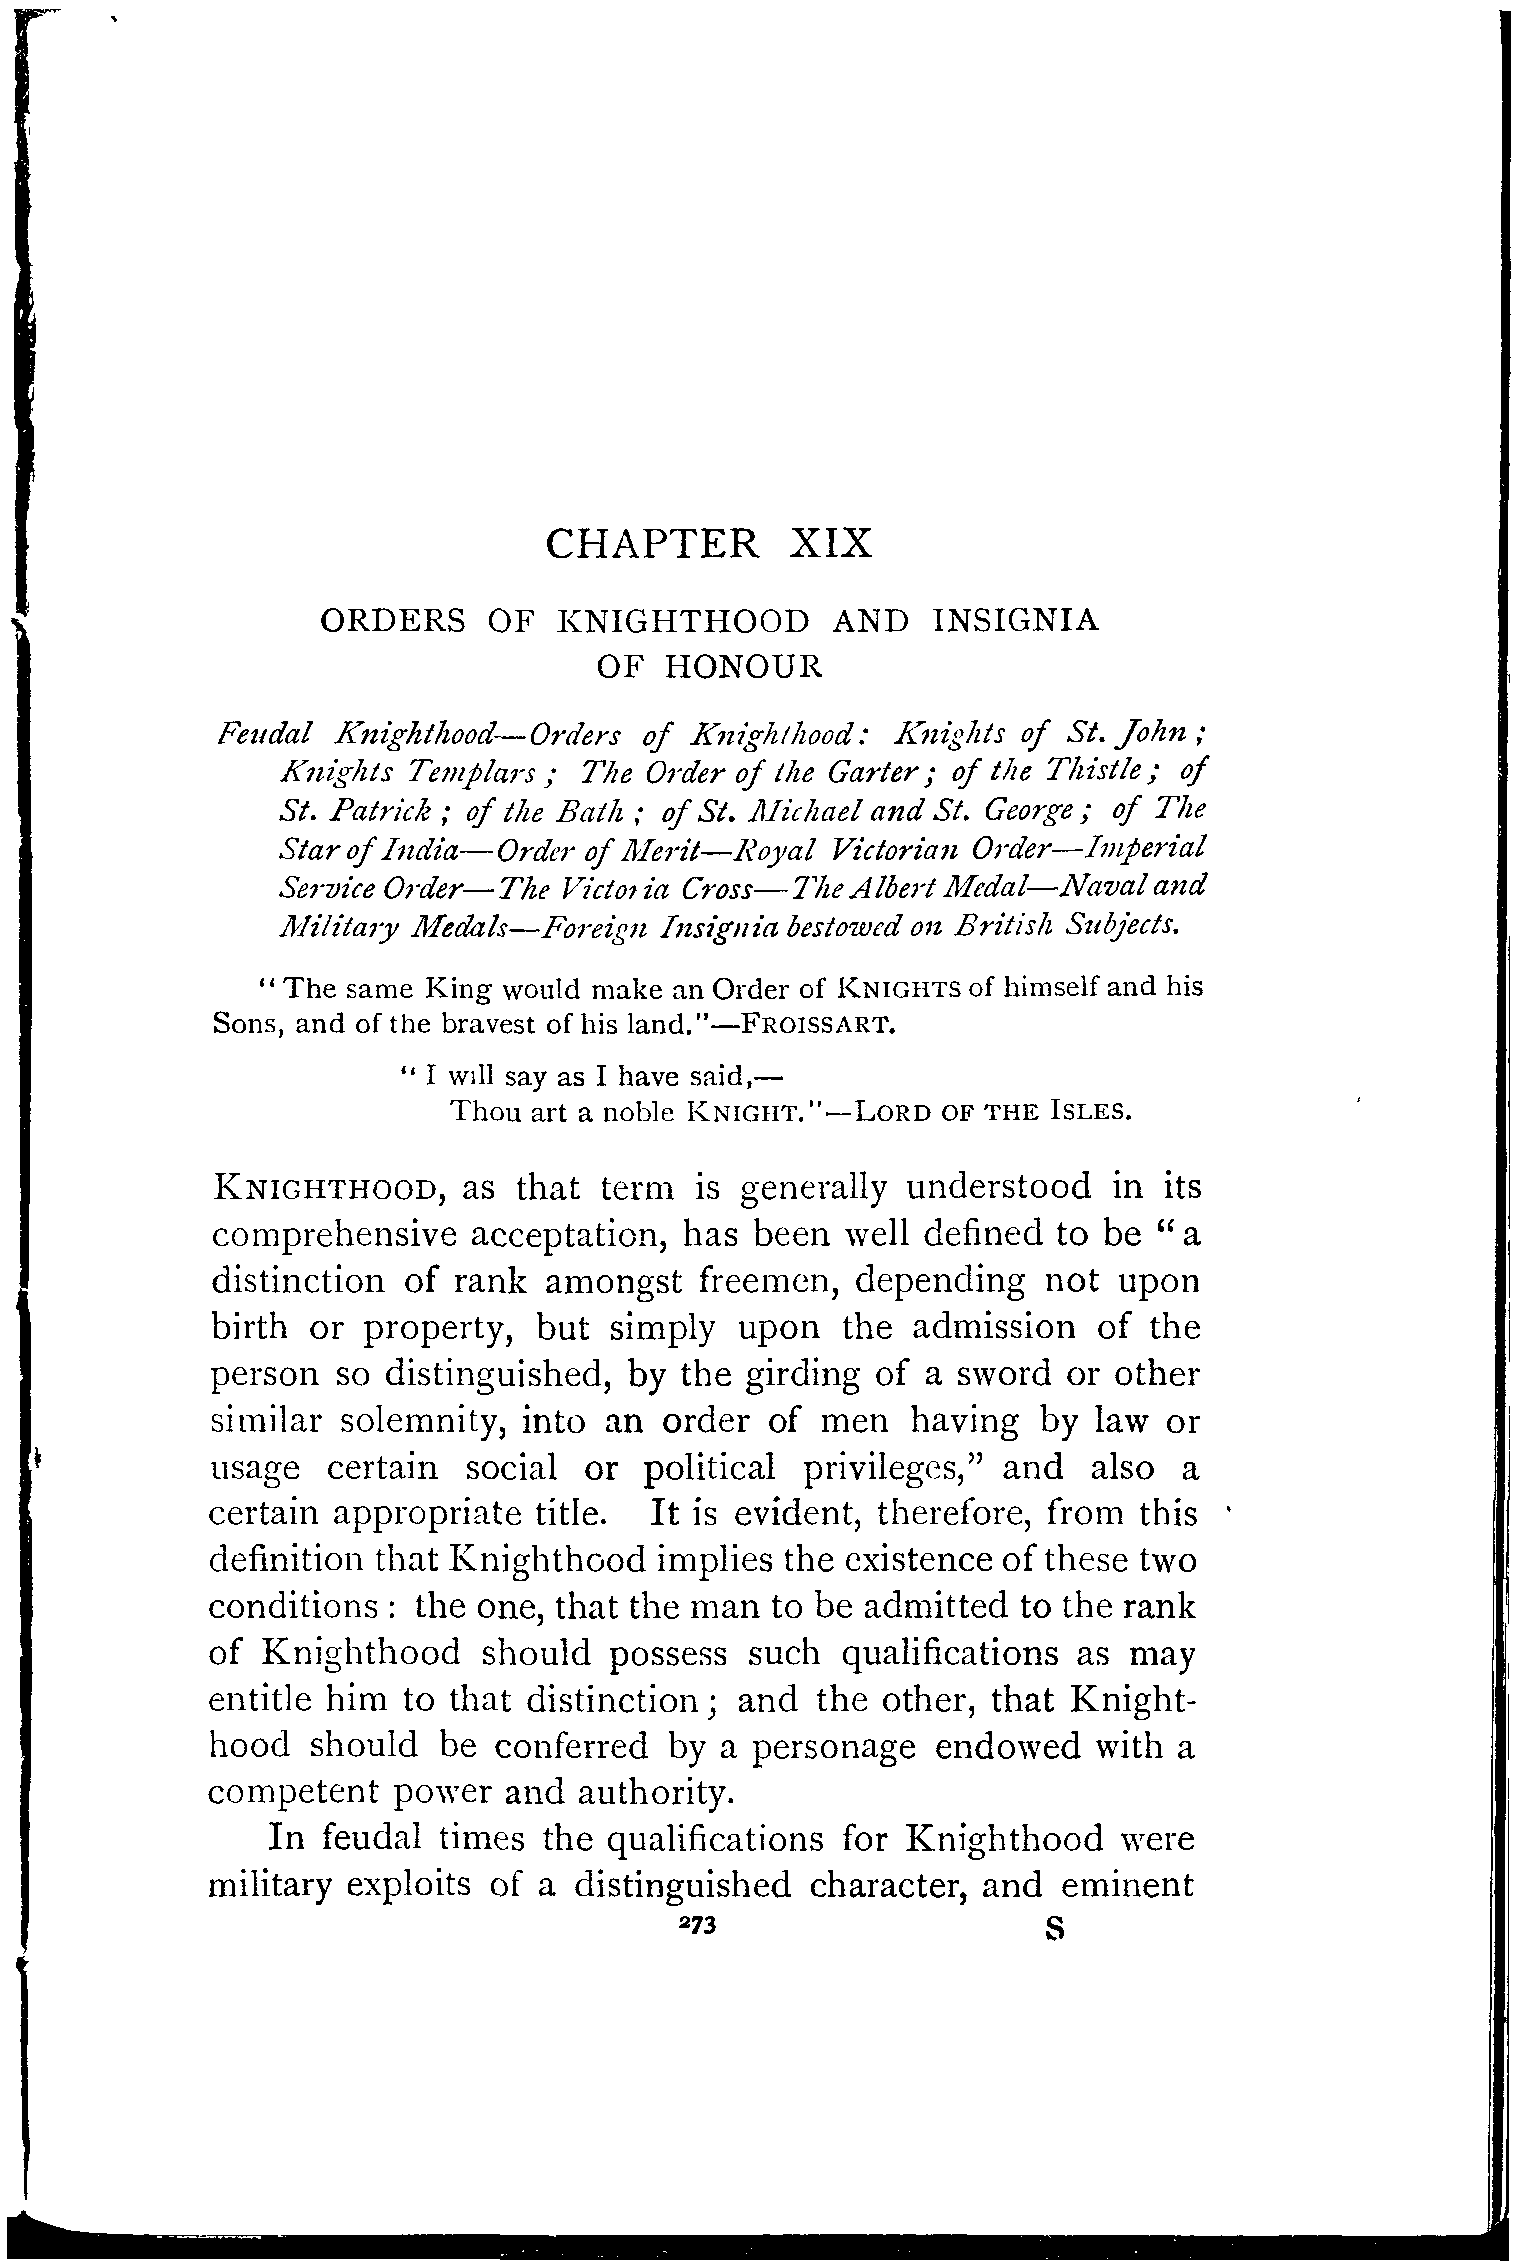 CHAPTER XIX
ORDERS OF KNIGHTHOOD AND INSIGNIA
OF HONOUR
Feudal Knighthood—Orders of Knighthood: Knights of St. John;
Knights Templars; The Order of the Garter; of the Thistle; of
St. Patrick; of the Bath; of St. Michael and St. George; of The
Star of India—Order of Merit—Royal Victorian Order—Imperial
Service Order—The Victoria Cross—The Albert Medal—Naval and
Military Medals—Foreign Insignia bestowed on British Subjects.
"The same King would make an Order of KNIGHTS of himself and his
Sons, and of the bravest of his land."—FROISSART.
"I will say as I have said,—
Thou art a noble KNIGHT."—LORD OF THE ISLES.
KNIGHTHOOD, as that term is generally understood in its
comprehensive acceptation, has been well defined to be "a
distinction of rank amongst freemen, depending not upon
birth or property, but simply upon the admission of the
person so distinguished, by the girding of a sword or other
similar solemnity, into an order of men having by law or
usage certain social or political privileges," and also a
certain appropriate title. It is evident, therefore, from this
definition that Knighthood implies the existence of these two
conditions: the one, that the man to be admitted to the rank
of Knighthood should possess such qualifications as may
entitle him to that distinction; and the other, that Knight-
hood should be conferred by a personage endowed with a
competent power and authority.
In feudal times the qualifications for Knighthood were
military exploits of a distinguished character, and eminent
273 S